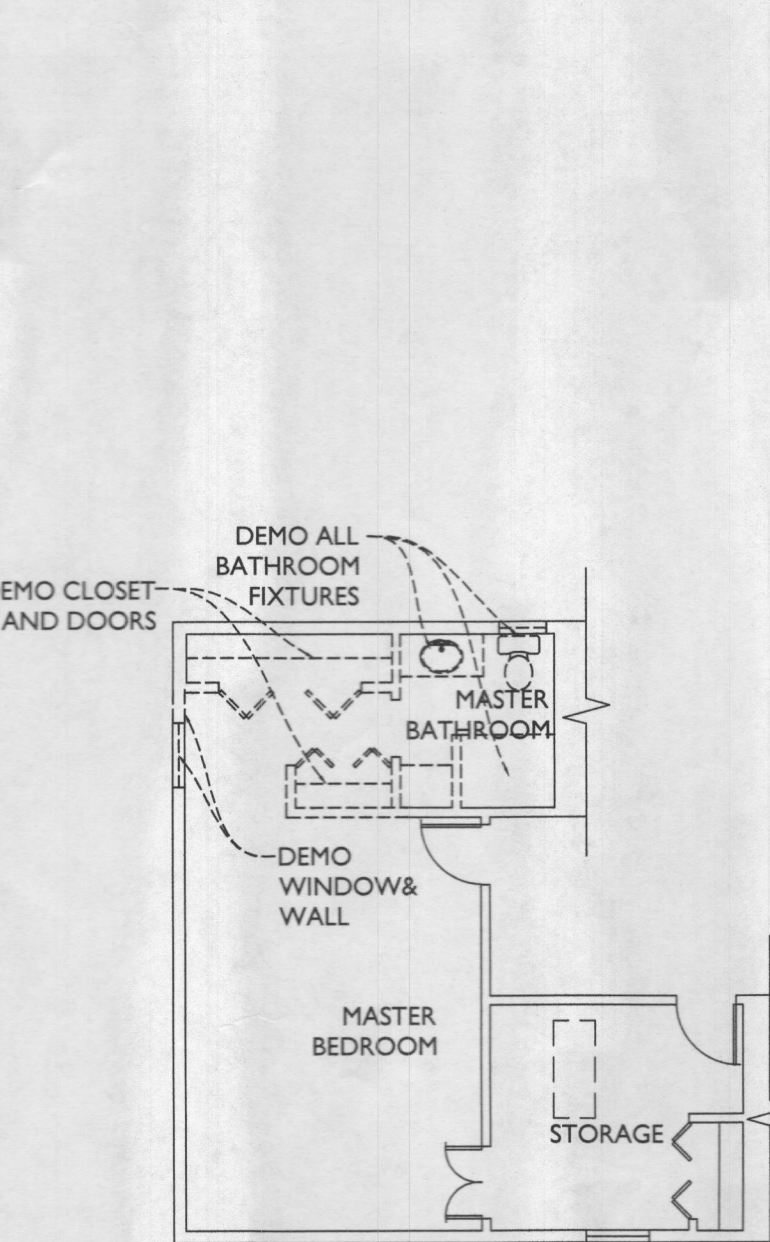 DEMO ALL
BATHROOM
FIXTURES
EMO CLOSET
AND DOORS
MASTER
BATHROOM
DEMO
WINDOW&
WALL
MASTER
BEDROOM
STORAGE